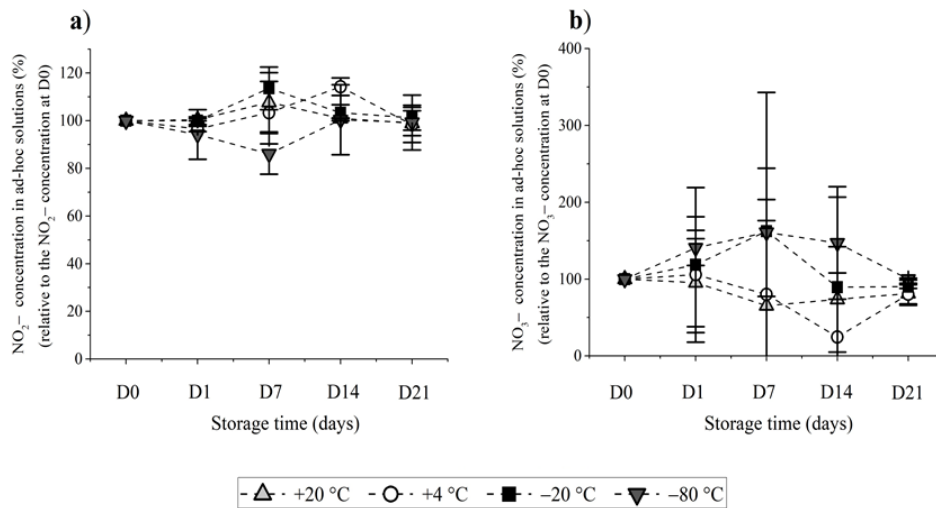 a)
NO₂− concentration in ad-hoc solutions (%)
(relative to the NO₂− concentration at D0)
120
100
80
60
40
20
0
D0 D1 D7 D14 D21
Storage time (days)
b)
NO₃− concentration in ad-hoc solutions (%)
(relative to the NO₃− concentration at D0)
400
300
200
100
0
D0 D1 D7 D14 D21
Storage time (days)
+20 °C +4 °C −20 °C −80 °C